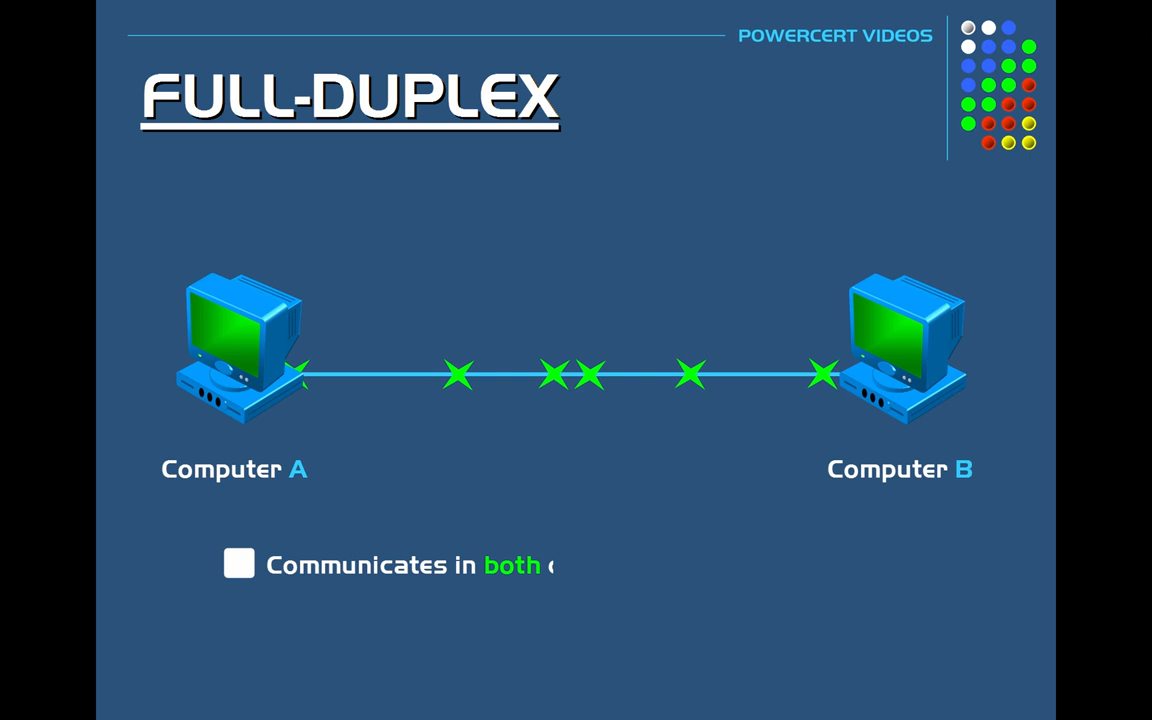 POWERCERT VIDEOS
FULL-DUPLEX
Computer A
Computer B
Communicates in both